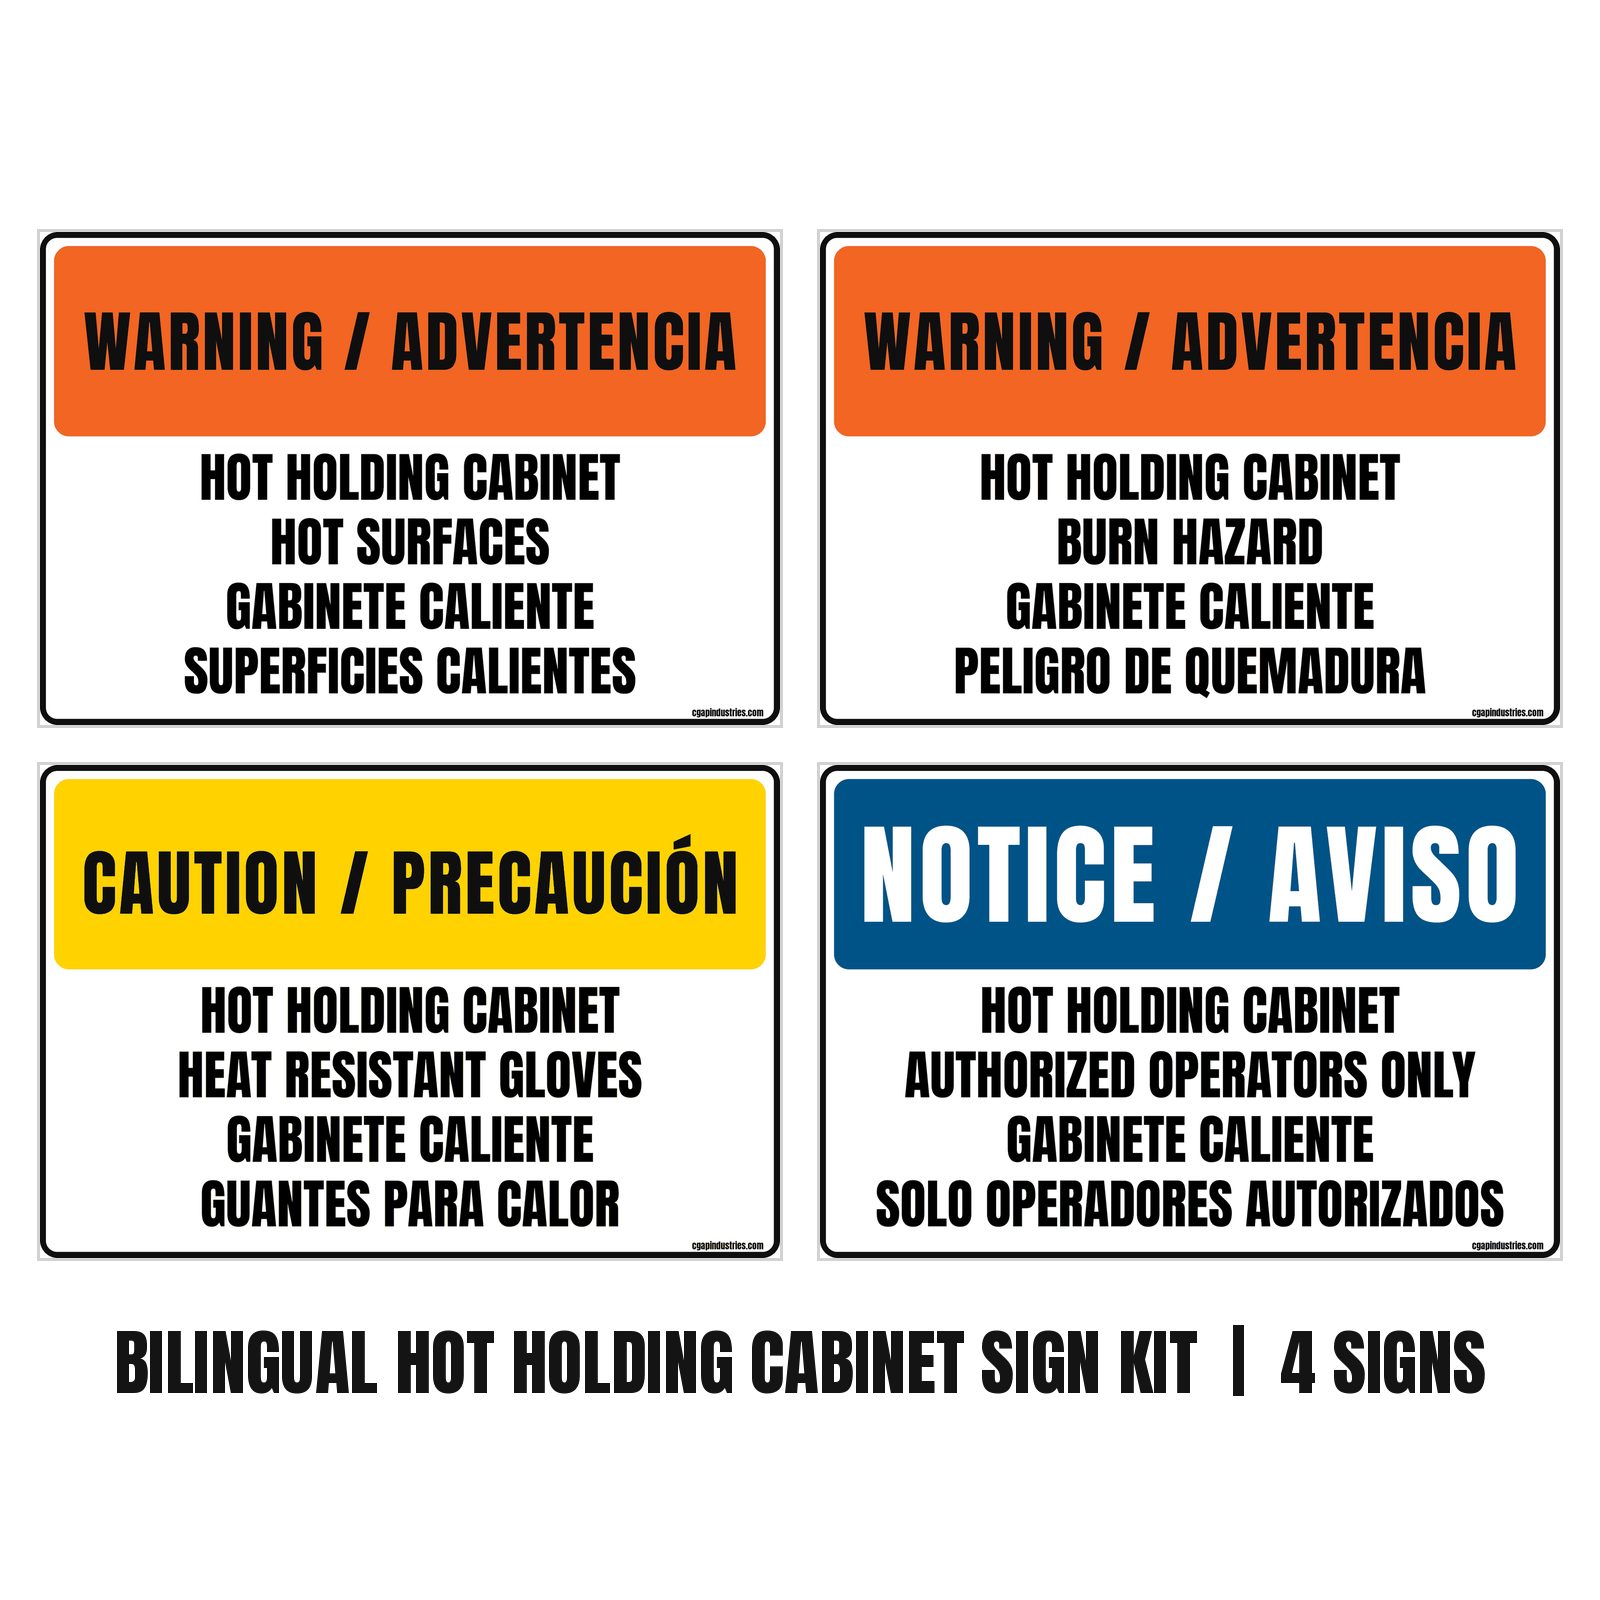 WARNING / ADVERTENCIA
HOT HOLDING CABINET
HOT SURFACES
GABINETE CALIENTE
SUPERFICIES CALIENTES
cgapindustries.com
WARNING / ADVERTENCIA
HOT HOLDING CABINET
BURN HAZARD
GABINETE CALIENTE
PELIGRO DE QUEMADURA
cgapindustries.com
CAUTION / PRECAUCIÓN
HOT HOLDING CABINET
HEAT RESISTANT GLOVES
GABINETE CALIENTE
GUANTES PARA CALOR
cgapindustries.com
NOTICE / AVISO
HOT HOLDING CABINET
AUTHORIZED OPERATORS ONLY
GABINETE CALIENTE
SOLO OPERADORES AUTORIZADOS
cgapindustries.com
BILINGUAL HOT HOLDING CABINET SIGN KIT | 4 SIGNS